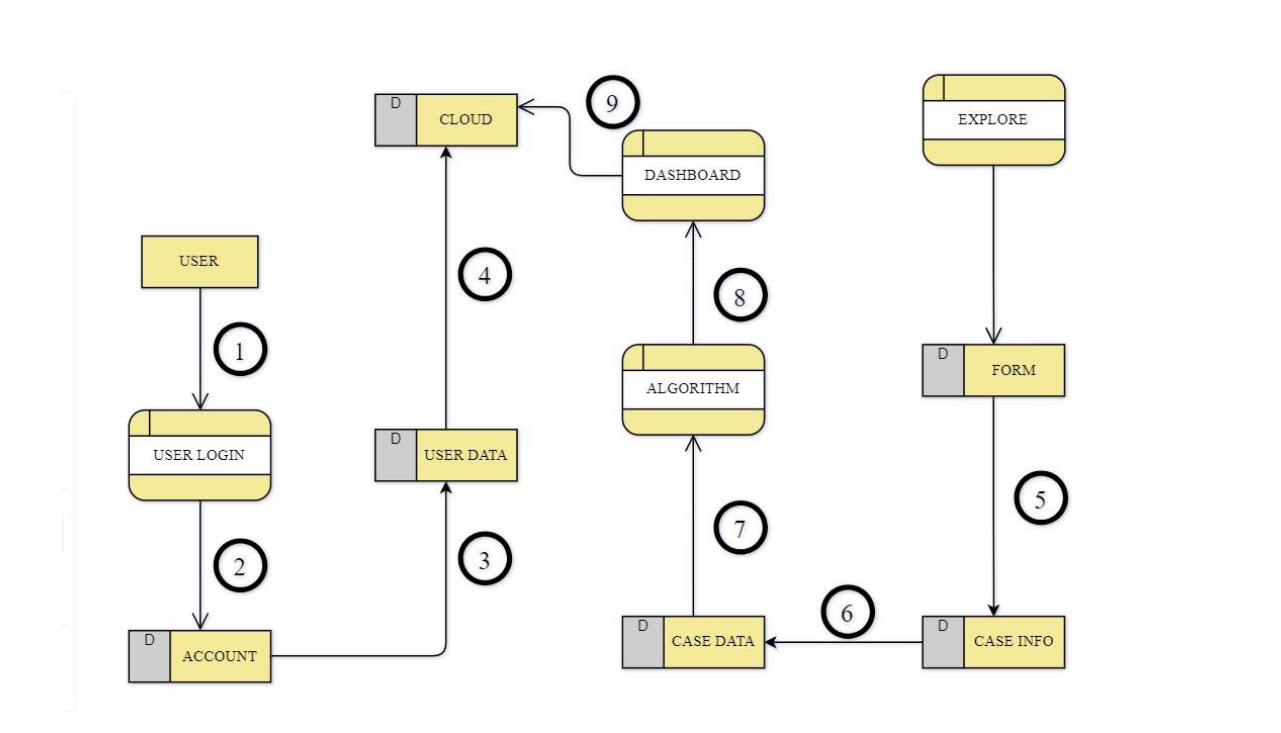 D
CLOUD
9
EXPLORE
DASHBOARD
USER
4
8
1
D
FORM
ALGORITHM
D
USER DATA
USER LOGIN
5
7
3
2
6
D
ACCOUNT
D
CASE DATA
D
CASE INFO